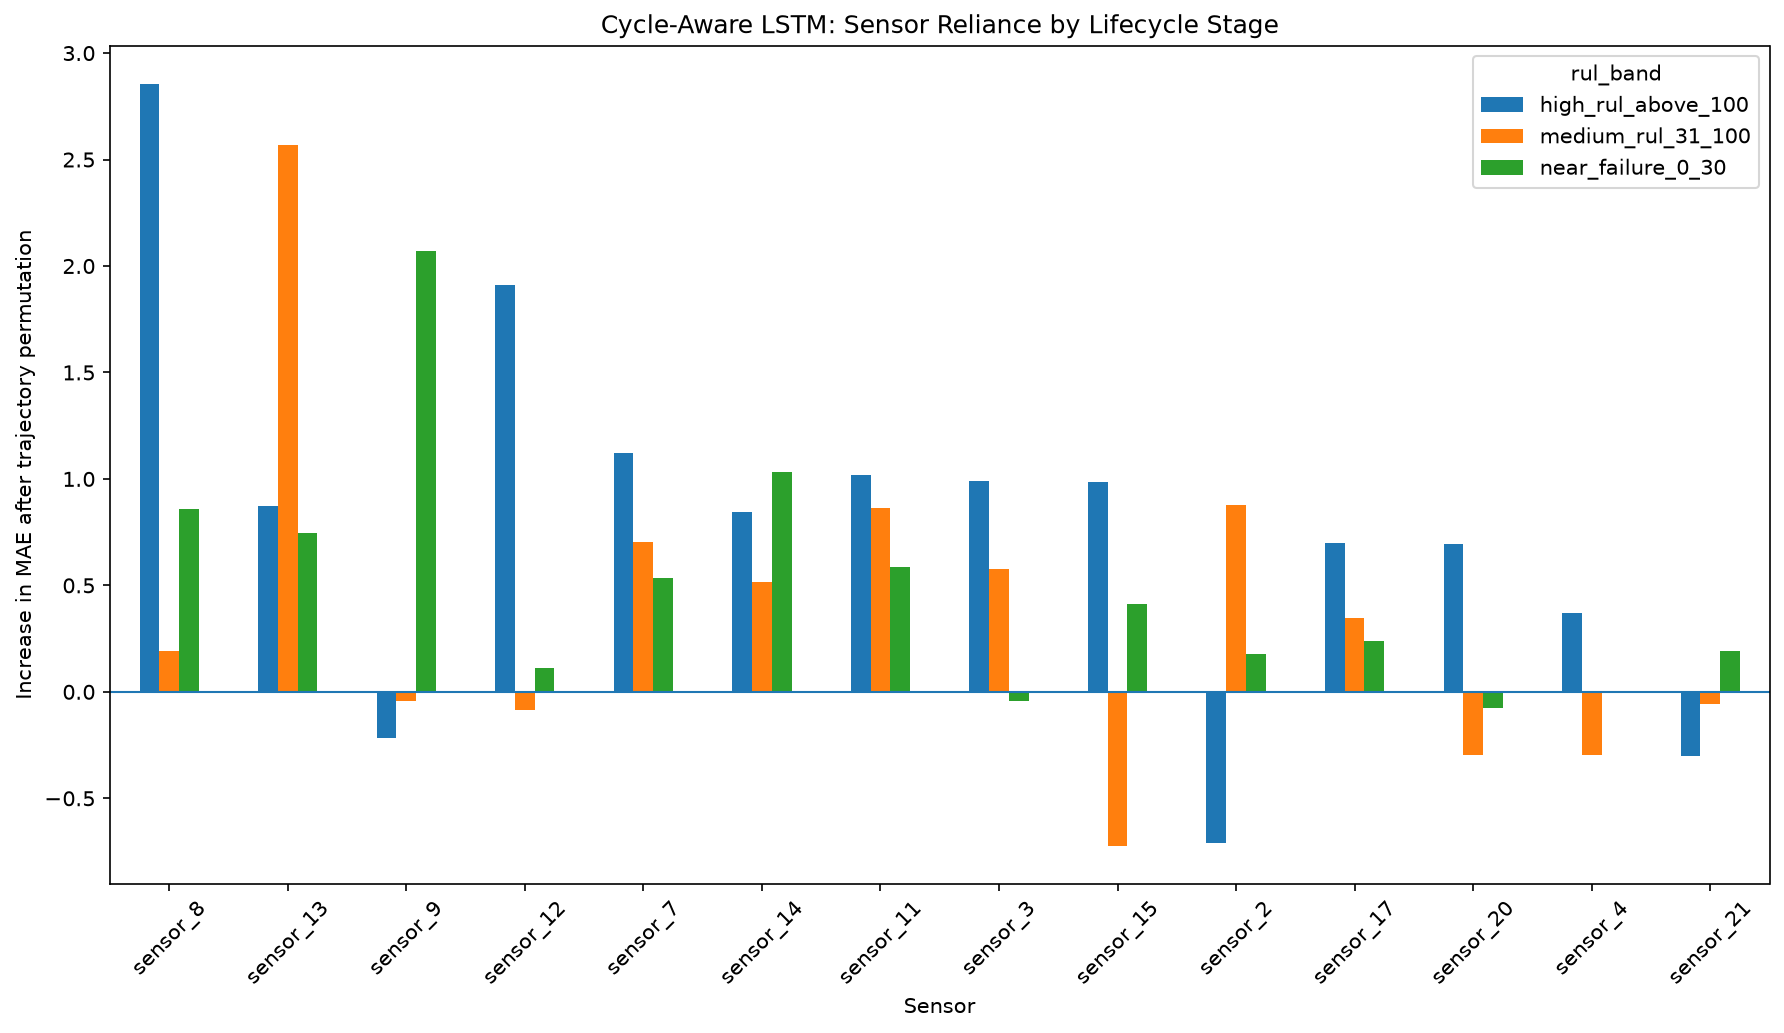 Cycle-Aware LSTM: Sensor Reliance by Lifecycle Stage
rul_band
high_rul_above_100
medium_rul_31_100
near_failure_0_30
Increase in MAE after trajectory permutation
3.0
2.5
2.0
1.5
1.0
0.5
0.0
−0.5
sensor_8
sensor_13
sensor_9
sensor_12
sensor_7
sensor_14
sensor_11
sensor_3
sensor_15
sensor_2
sensor_17
sensor_20
sensor_4
sensor_21
Sensor